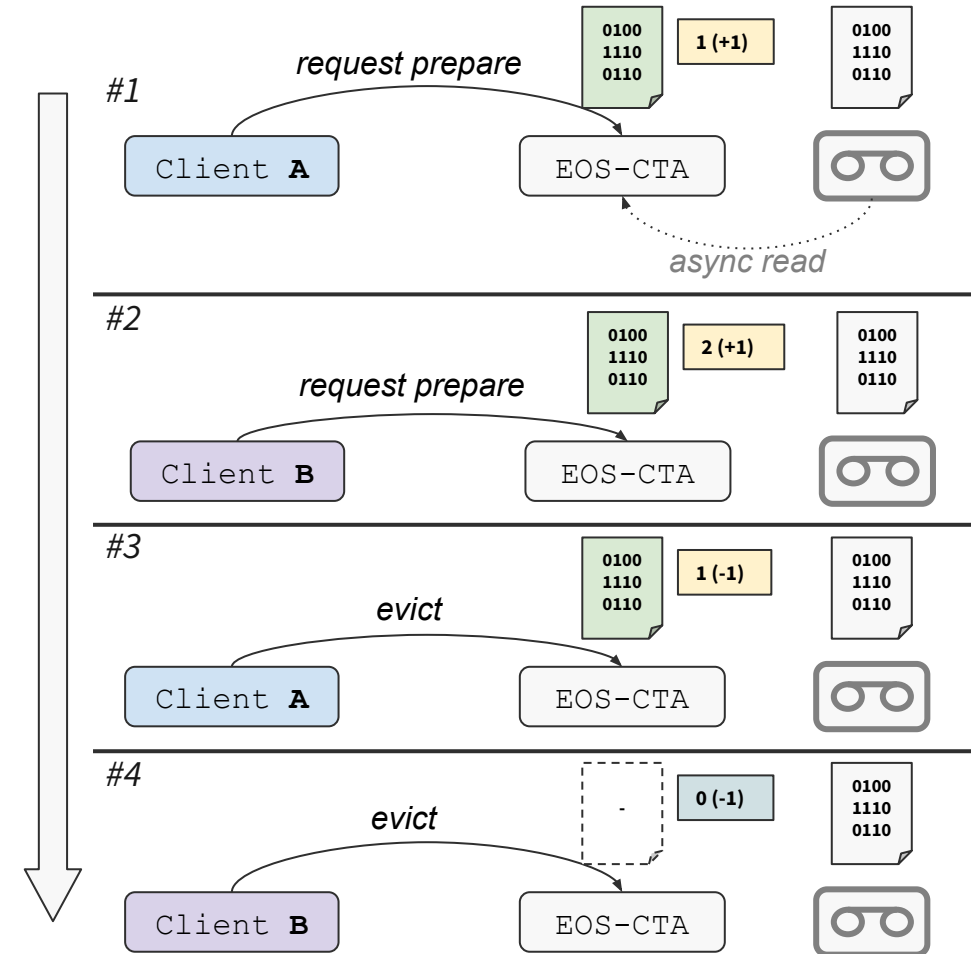 #1
request prepare
0100
1110
0110
1 (+1)
0100
1110
0110
Client A
EOS-CTA
async read
#2
request prepare
0100
1110
0110
2 (+1)
0100
1110
0110
Client B
EOS-CTA
#3
evict
0100
1110
0110
1 (-1)
0100
1110
0110
Client A
EOS-CTA
#4
evict
-
0 (-1)
0100
1110
0110
Client B
EOS-CTA